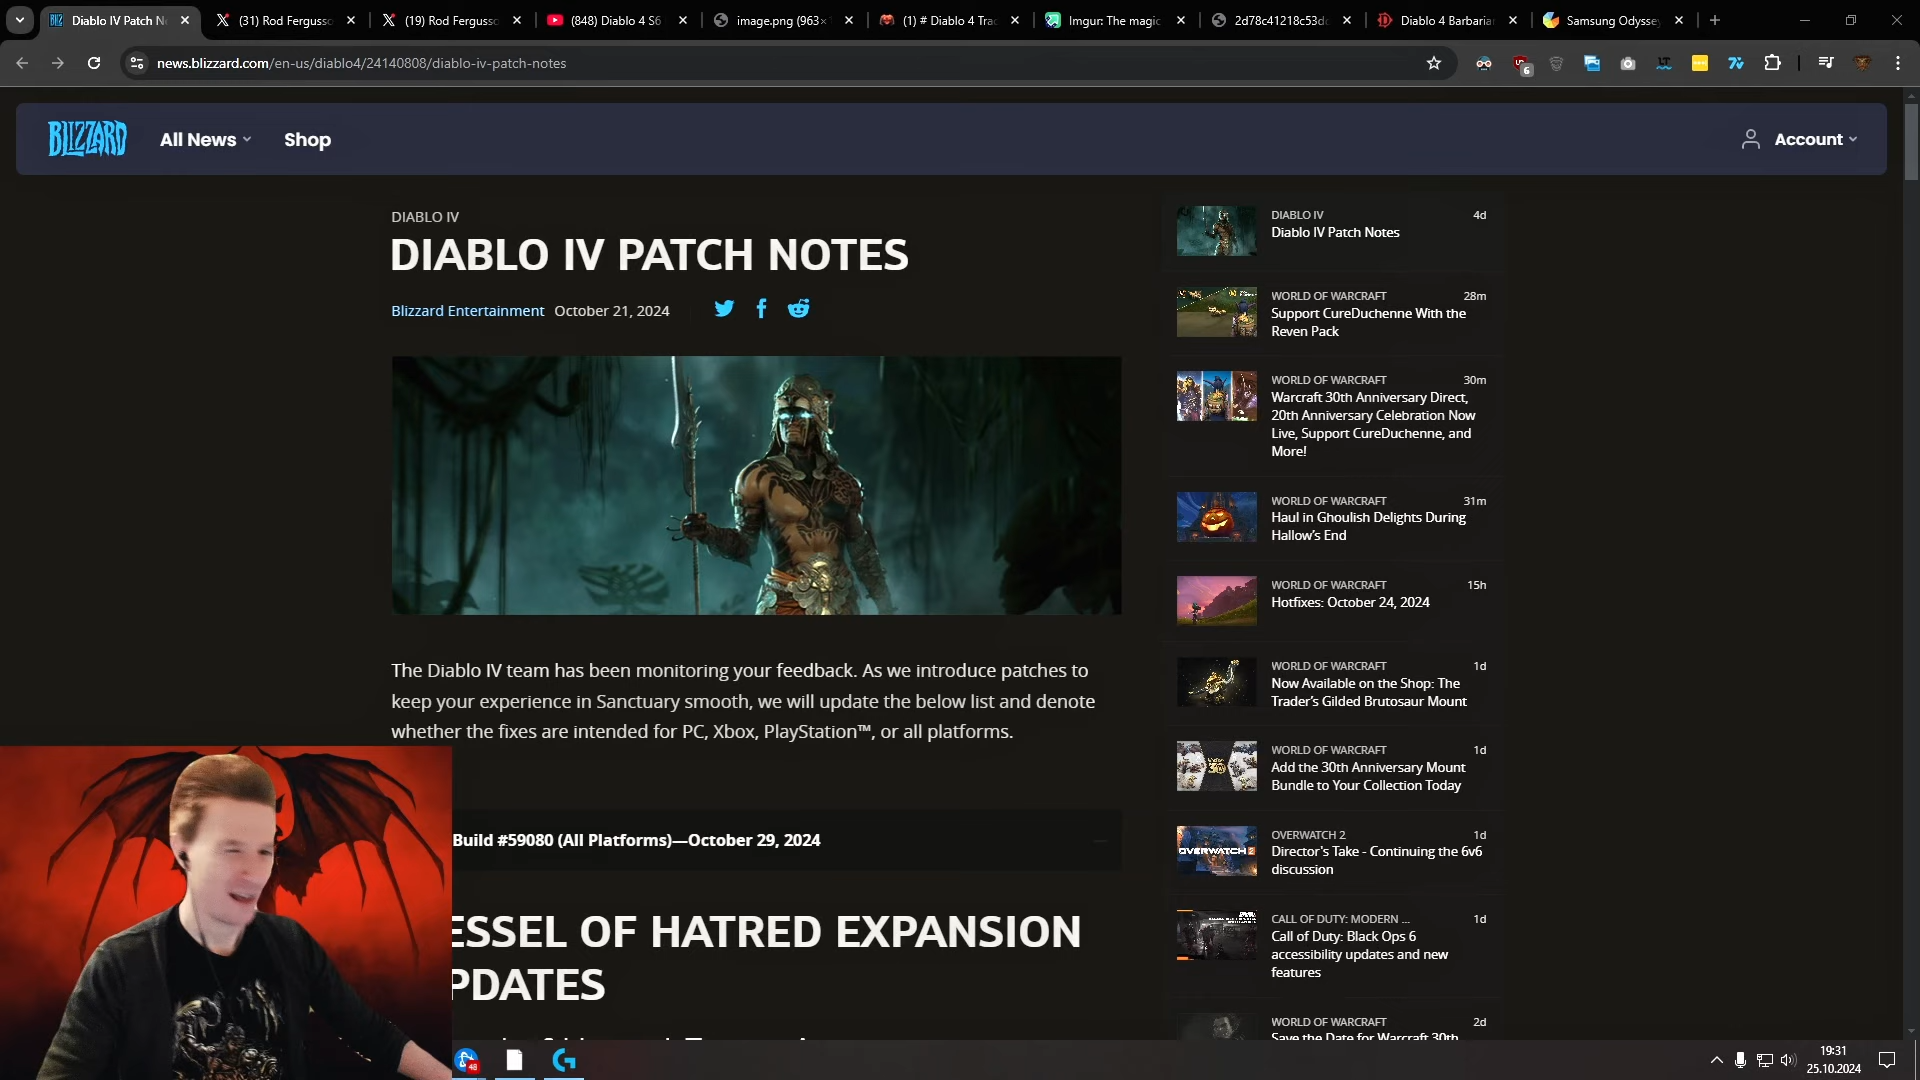 Diablo IV Patch N
(31) Rod Fergusso
(19) Rod Fergusso
(848) Diablo 4 S6
image.png (963×
(1) # Diablo 4 Trac
Imgur: The magic
2d78c41218c53d
Diablo 4 Barbarian
Samsung Odyssey
news.blizzard.com/en-us/diablo4/24140808/diablo-iv-patch-notes
6
BLIZZARD
All News
Shop
Account
DIABLO IV
DIABLO IV PATCH NOTES
Blizzard Entertainment October 21, 2024
The Diablo IV team has been monitoring your feedback. As we introduce patches to
keep your experience in Sanctuary smooth, we will update the below list and denote
whether the fixes are intended for PC, Xbox, PlayStation™, or all platforms.
Build #59080 (All Platforms)—October 29, 2024
ESSEL OF HATRED EXPANSION
PDATES
DIABLO IV 4d
Diablo IV Patch Notes
WORLD OF WARCRAFT 28m
Support CureDuchenne With the
Reven Pack
WORLD OF WARCRAFT 30m
Warcraft 30th Anniversary Direct,
20th Anniversary Celebration Now
Live, Support CureDuchenne, and
More!
WORLD OF WARCRAFT 31m
Haul in Ghoulish Delights During
Hallow's End
WORLD OF WARCRAFT 15h
Hotfixes: October 24, 2024
WORLD OF WARCRAFT 1d
Now Available on the Shop: The
Trader's Gilded Brutosaur Mount
WORLD OF WARCRAFT 1d
Add the 30th Anniversary Mount
Bundle to Your Collection Today
OVERWATCH 2
OVERWATCH 2 1d
Director's Take - Continuing the 6v6
discussion
CALL OF DUTY: MODERN ... 1d
Call of Duty: Black Ops 6
accessibility updates and new
features
WORLD OF WARCRAFT 2d
Save the Date for Warcraft 30th
48
19:31
25.10.2024